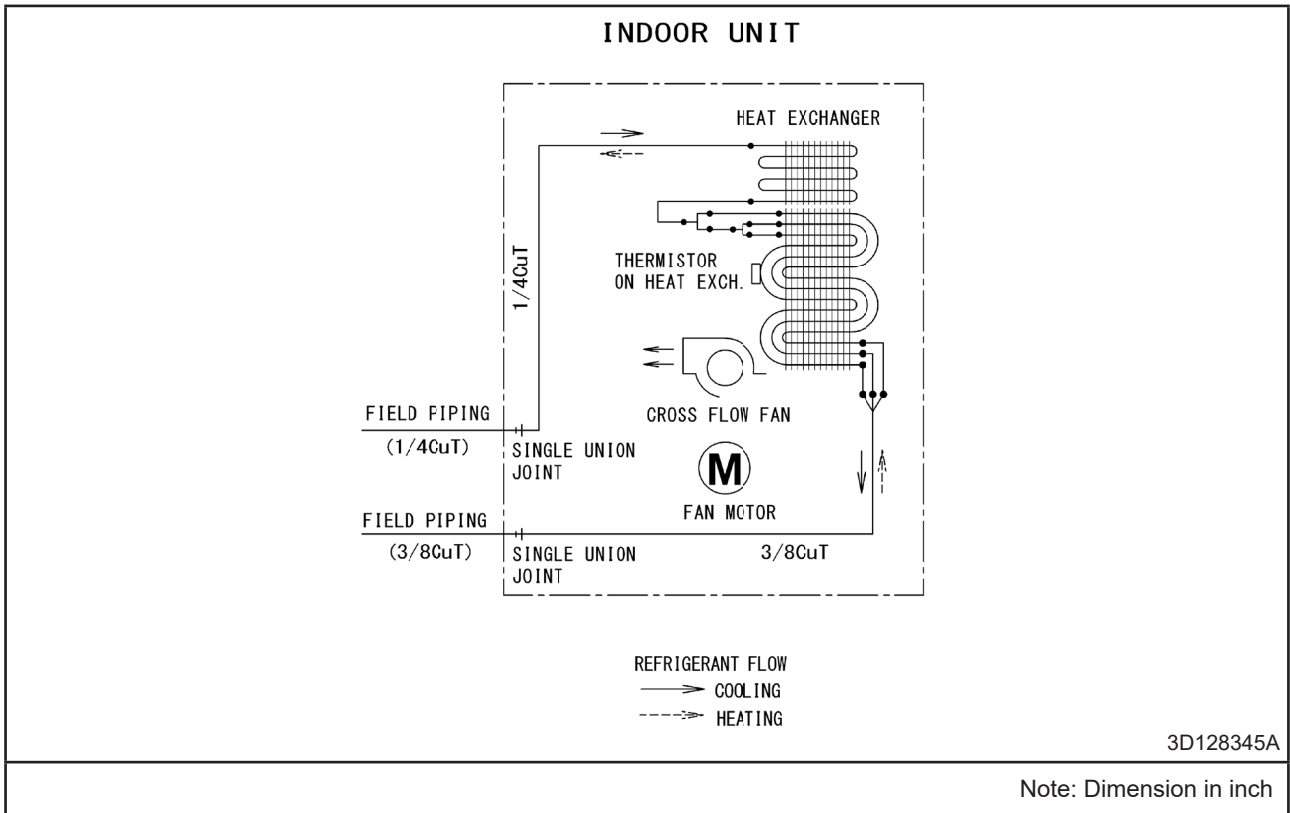 INDOOR UNIT
HEAT EXCHANGER
1/4CuT
THERMISTOR
ON HEAT EXCH.
CROSS FLOW FAN
FIELD PIPING
(1/4CuT)
SINGLE UNION
JOINT
M
FAN MOTOR
FIELD PIPING
(3/8CuT)
SINGLE UNION
JOINT
3/8CuT
REFRIGERANT FLOW
COOLING
HEATING
3D128345A
Note: Dimension in inch